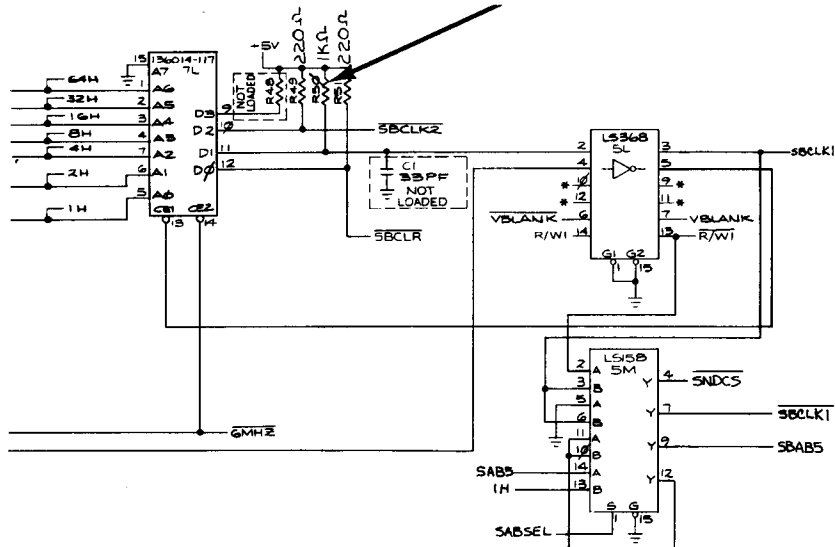 +5V
220Ω
1KΩ
220Ω
NOT
LOADED
R48
R49
R50
R51
136014-117
7L
15
A7
64H
1
A6
32H
2
A5
16H
3
A4
8H
4
A3
4H
7
A2
2H
6
A1
1H
5
A0
CE1
CE2
13
14
D3
9
D2
10
D1
11
D0
12
SBCLK2
C1
33PF
NOT
LOADED
SBCLR
6MHZ
LS368
5L
2
3
SBCLK1
4
5
*
10
9
*
*
12
11
*
VBLANK
6
7
VBLANK
R/W1
14
13
R/W1
G1
G2
1
15
LS158
5M
2
A
3
B
5
A
6
B
11
A
10
B
SAB5
14
A
1H
13
B
Y
4
SNDCS
Y
7
SBCLK1
Y
9
SBAB5
Y
12
S
G
SABSEL
1
15